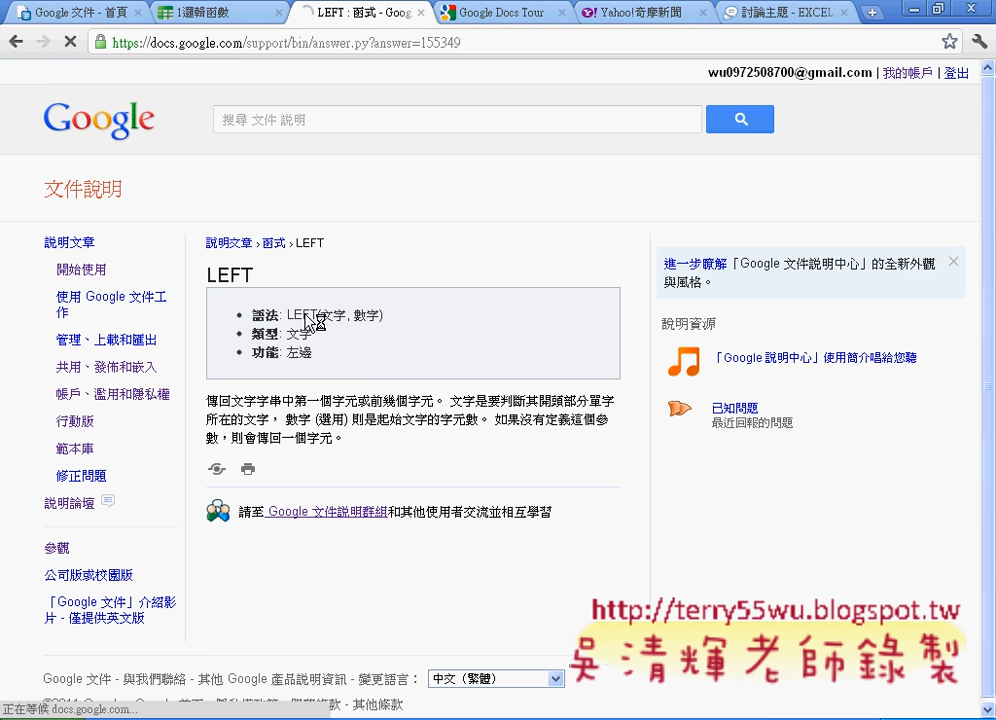 Google 文件 - 首頁
1邏輯函數
LEFT : 函式 - Goog
Google Docs Tour
Yahoo!奇摩新聞
討論主題 - EXCEL
https://docs.google.com/support/bin/answer.py?answer=155349
wu0972508700@gmail.com | 我的帳戶 | 登出
Google
搜尋 文件 說明
文件說明
說明文章
開始使用
使用 Google 文件工
作
管理、上載和匯出
共用、發佈和嵌入
帳戶、濫用和隱私權
行動版
範本庫
修正問題
說明論壇
參觀
公司版或校園版
「Google 文件」介紹影
片 - 僅提供英文版
說明文章 › 函式 › LEFT
LEFT
語法: LEFT(文字, 數字)
類型: 文字
功能: 左邊
傳回文字字串中第一個字元或前幾個字元。 文字是要判斷其開頭部分單字
所在的文字， 數字 (選用) 則是起始文字的字元數。 如果沒有定義這個參
數，則會傳回一個字元。
請至 Google 文件說明群組和其他使用者交流並相互學習
進一步瞭解「Google 文件說明中心」的全新外觀
與風格。
說明資源
「Google 說明中心」使用簡介唱給您聽
已知問題
最近回報的問題
http://terry55wu.blogspot.tw
吳清輝老師錄製
Google 文件 - 與我們聯絡 - 其他 Google 產品說明資訊 - 變更語言：
中文（繁體）
正在等候 docs.google.com...
款 - 其他條款